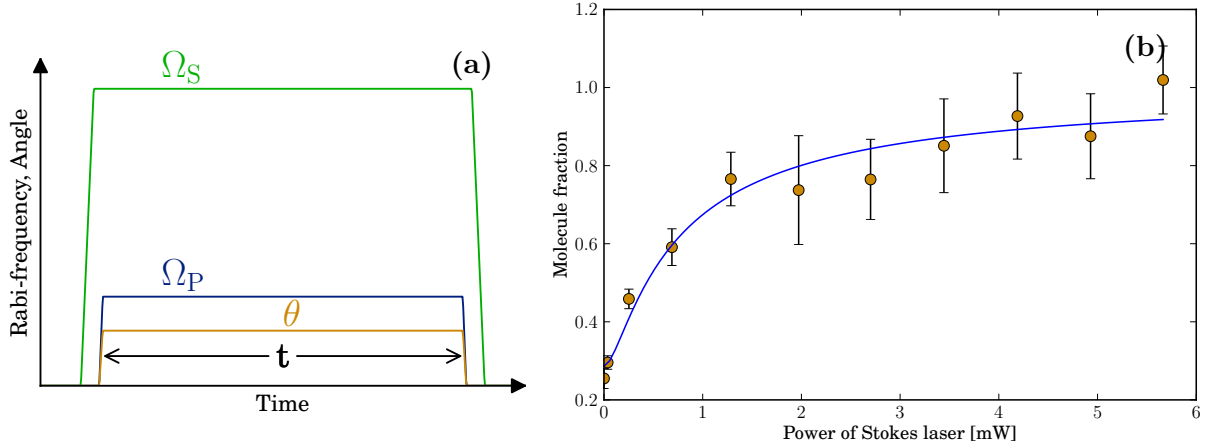 (a)
Ω_S
Ω_P
θ
t
Rabi-frequency, Angle
Time
(b)
1.2
1.0
0.8
0.6
0.4
0.2
Molecule fraction
0 1 2 3 4 5 6
Power of Stokes laser [mW]